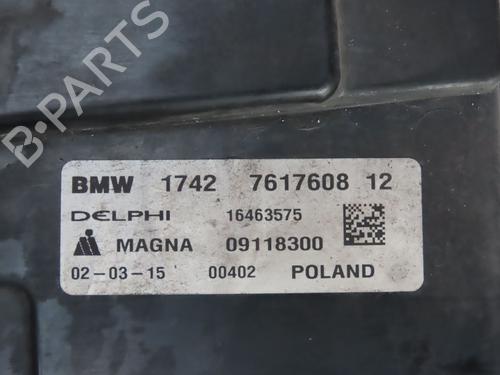 B-PARTS
BMW 1742 7617608 12
DELPHI 16463575
MAGNA 09118300
02-03-15 00402 POLAND